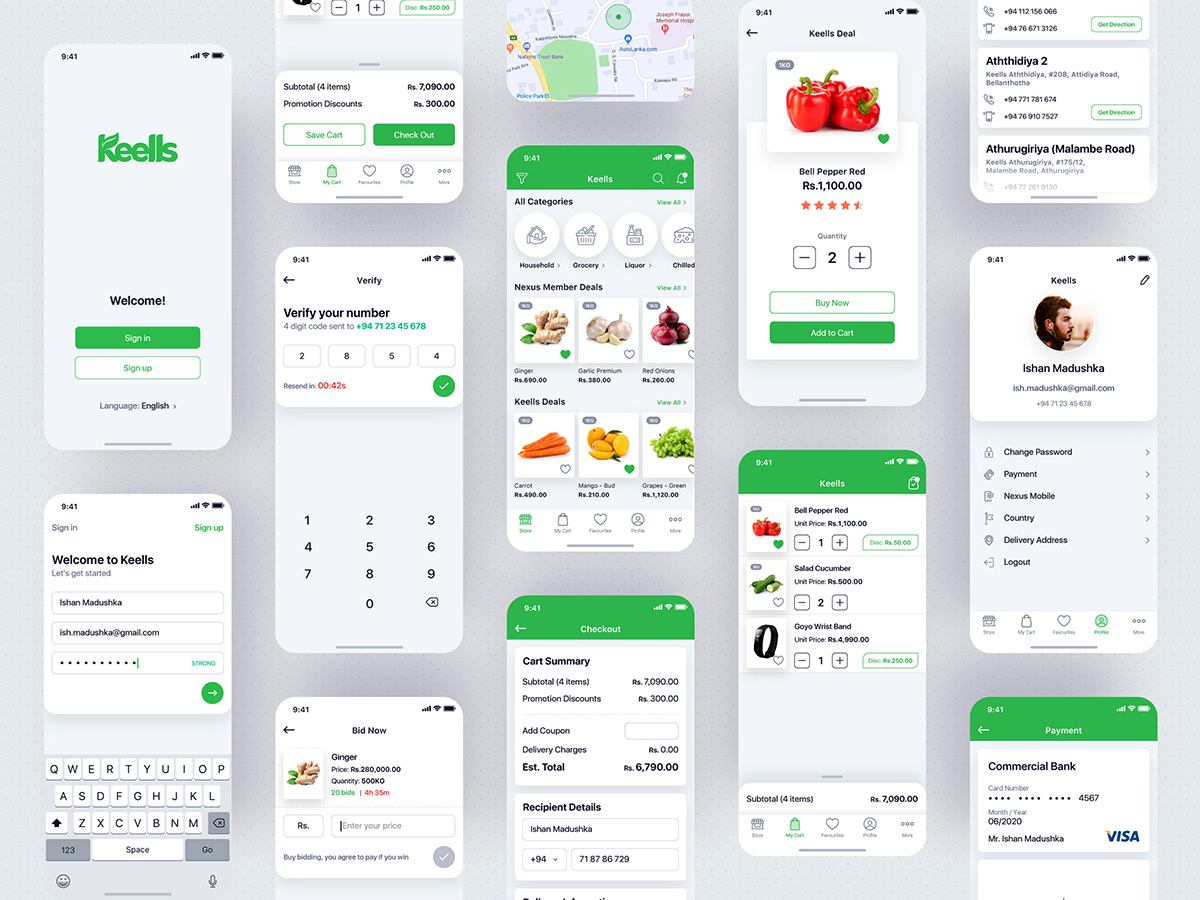 9:41
Keells
Welcome!
Sign in
Sign up
Language: English
9:41
Sign in
Sign up
Welcome to Keells
Let's get started
Ishan Madushka
ish.madushka@gmail.com
STRONG
Q W E R T Y U I O P
A S D F G H J K L
Z X C V B N M
123
Space
Go
1
Disc: Rs.250.00
Subtotal (4 items)
Rs. 7,090.00
Promotion Discounts
Rs. 300.00
Save Cart
Check Out
Store
My Cart
Favourites
Profile
More
9:41
Verify
Verify your number
4 digit code sent to +94 71 23 45 678
2
8
5
4
Resend in: 00:42s
1 2 3
4 5 6
7 8 9
0
9:41
Bid Now
Ginger
Price: Rs.280,000.00
Quantity: 500KG
20 bids | 4h 35m
Rs.
Enter your price
Buy bidding, you agree to pay if you win
Joseph Fraser
Memorial Hosp
Nations Trust Bank
AutoLanka.com
Police Park
9:41
Keells
All Categories
View All
Household
Grocery
Liquor
Chilled
Nexus Member Deals
View All
1KG
1KG
1KG
Ginger
Rs.690.00
Garlic Premium
Rs.380.00
Red Onions
Rs.260.00
Keells Deals
View All
1KG
1KG
1KG
Carrot
Rs.490.00
Mango - Bud
Rs.210.00
Grapes - Green
Rs.1,120.00
Store
My Cart
Favourites
Profile
More
9:41
Checkout
Cart Summary
Subtotal (4 items)
Rs. 7,090.00
Promotion Discounts
Rs. 300.00
Add Coupon
Delivery Charges
Rs. 0.00
Est. Total
Rs. 6,790.00
Recipient Details
Ishan Madushka
+94
71 87 86 729
9:41
Keells Deal
1KG
Bell Pepper Red
Rs.1,100.00
Quantity
2
Buy Now
Add to Cart
9:41
Keells
Bell Pepper Red
Unit Price: Rs.1,100.00
1
Disc: Rs.50.00
Salad Cucumber
Unit Price: Rs.500.00
2
Goyo Wrist Band
Unit Price: Rs.4,990.00
1
Disc: Rs.250.00
Subtotal (4 items)
Rs. 7,090.00
Store
My Cart
Favourites
Profile
More
+94 112 156 066
+94 76 671 3126
Get Direction
Aththidiya 2
Keells Aththidiya, #208, Attidiya Road,
Bellanthotha
+94 771 781 674
+94 76 910 7527
Get Direction
Athurugiriya (Malambe Road)
Keells Athurugiriya, #175/12,
Malambe Road, Athurugiriya
+94 77 261 9130
9:41
Keells
Ishan Madushka
ish.madushka@gmail.com
+94 71 23 45 678
Change Password
Payment
Nexus Mobile
Country
Delivery Address
Logout
Store
My Cart
Favourites
Profile
More
9:41
Payment
Commercial Bank
Card Number
•••• •••• •••• 4567
Month / Year
06/2020
Mr. Ishan Madushka
VISA